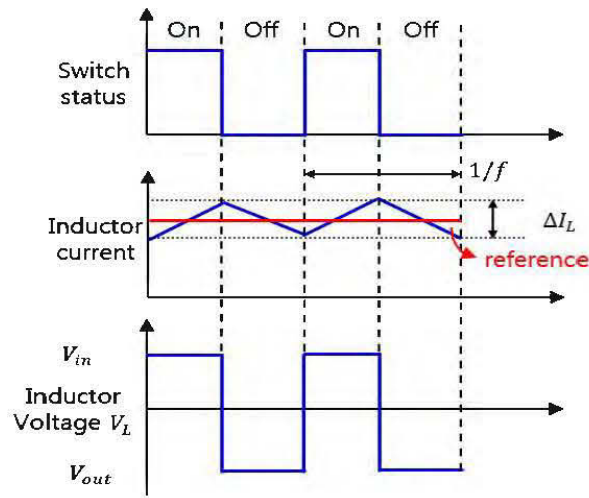 On Off On Off
Switch
status
1/f
Inductor
current
ΔI_L
reference
V_in
Inductor
Voltage V_L
V_out